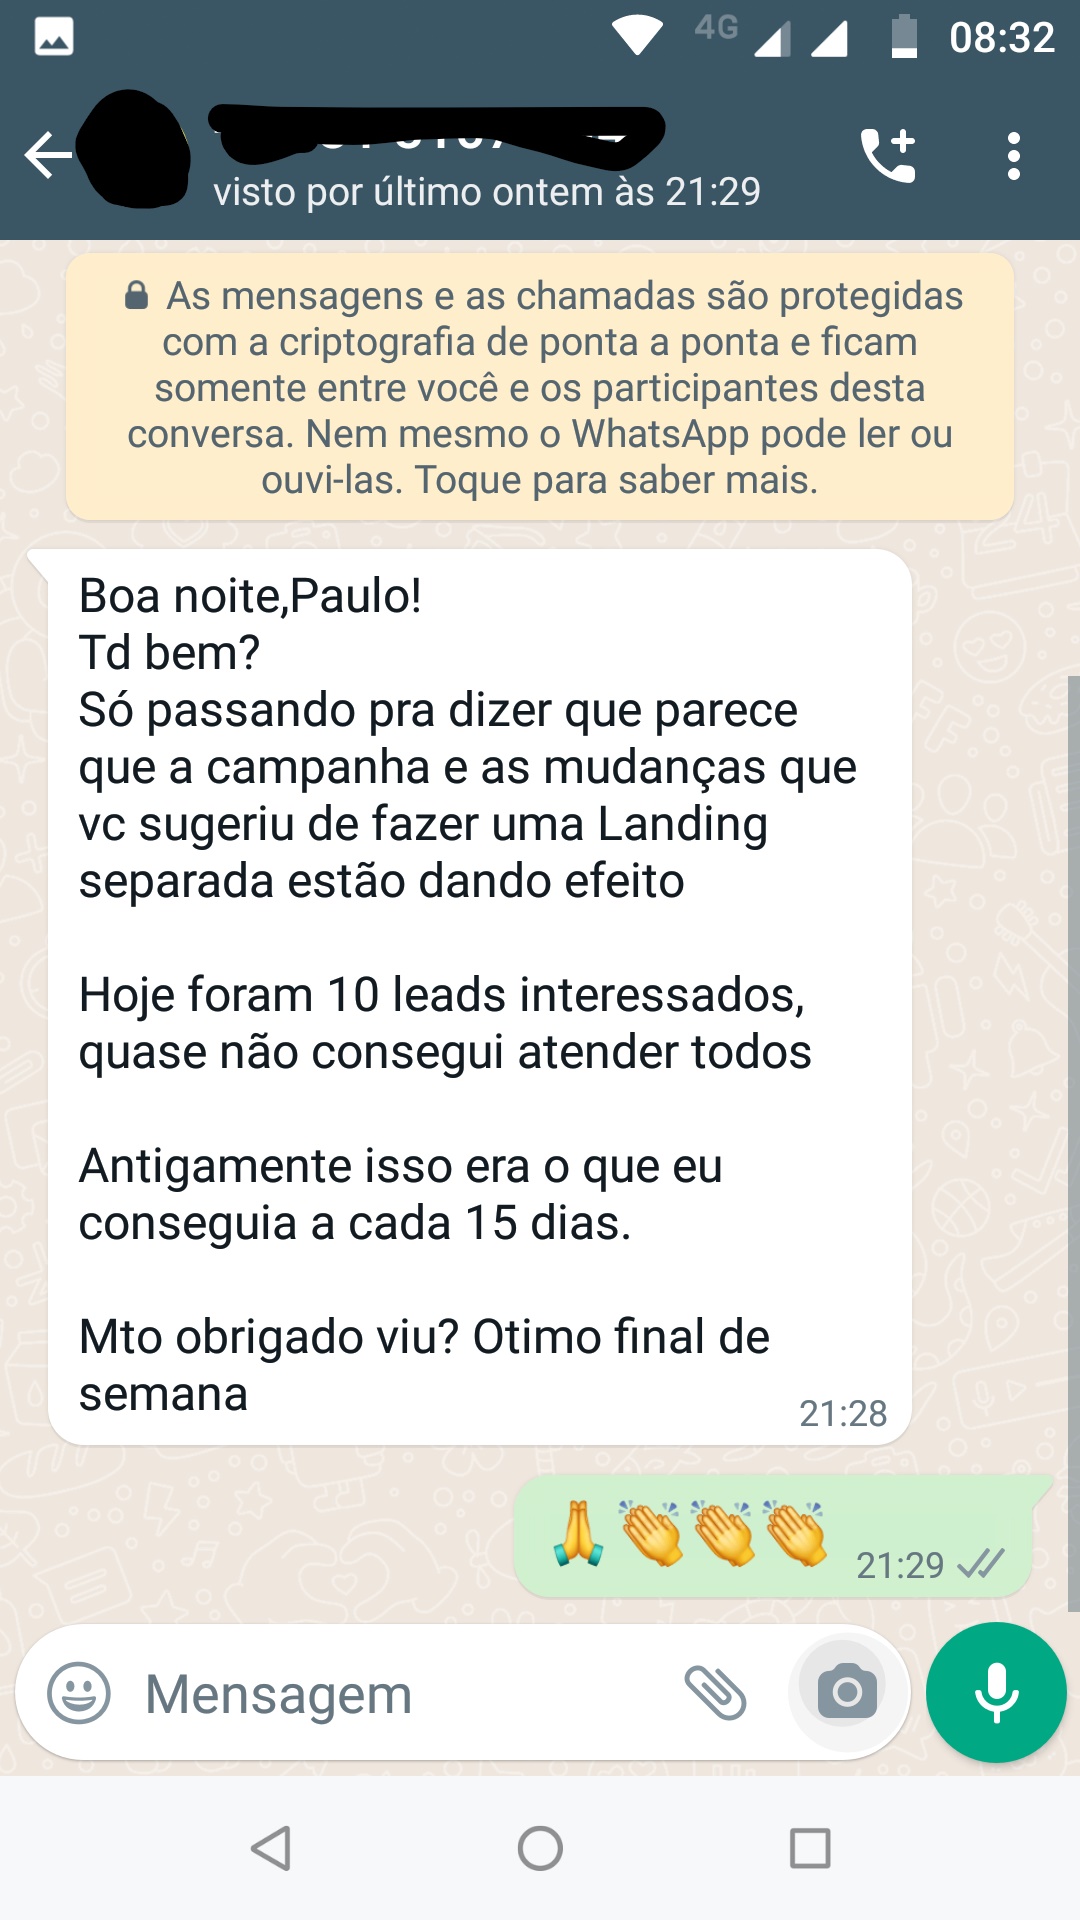 4G
08:32
visto por último ontem às 21:29
As mensagens e as chamadas são protegidas
com a criptografia de ponta a ponta e ficam
somente entre você e os participantes desta
conversa. Nem mesmo o WhatsApp pode ler ou
ouvi-las. Toque para saber mais.
Boa noite,Paulo!
Td bem?
Só passando pra dizer que parece
que a campanha e as mudanças que
vc sugeriu de fazer uma Landing
separada estão dando efeito
Hoje foram 10 leads interessados,
quase não consegui atender todos
Antigamente isso era o que eu
conseguia a cada 15 dias.
Mto obrigado viu? Otimo final de
semana
21:28
🙏👏👏👏
21:29
Mensagem